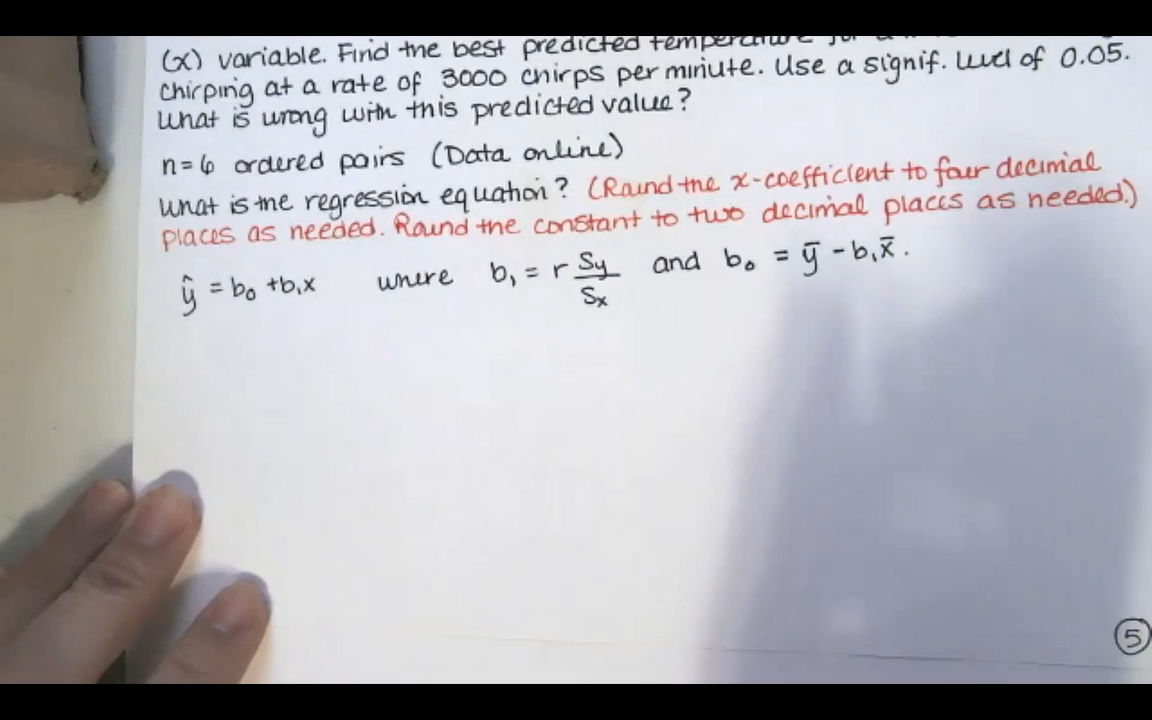 (x) variable. Find the best predicted temperature for a
chirping at a rate of 3000 chirps per minute. Use a signif. level of 0.05.
What is wrong with this predicted value?
n=6 ordered pairs (Data online)
What is the regression equation? (Round the x-coefficient to four decimal
places as needed. Round the constant to two decimal places as needed.)
ŷ = b₀ + b₁x where b₁ = r Sy/Sx and b₀ = ȳ - b₁x̄.
5